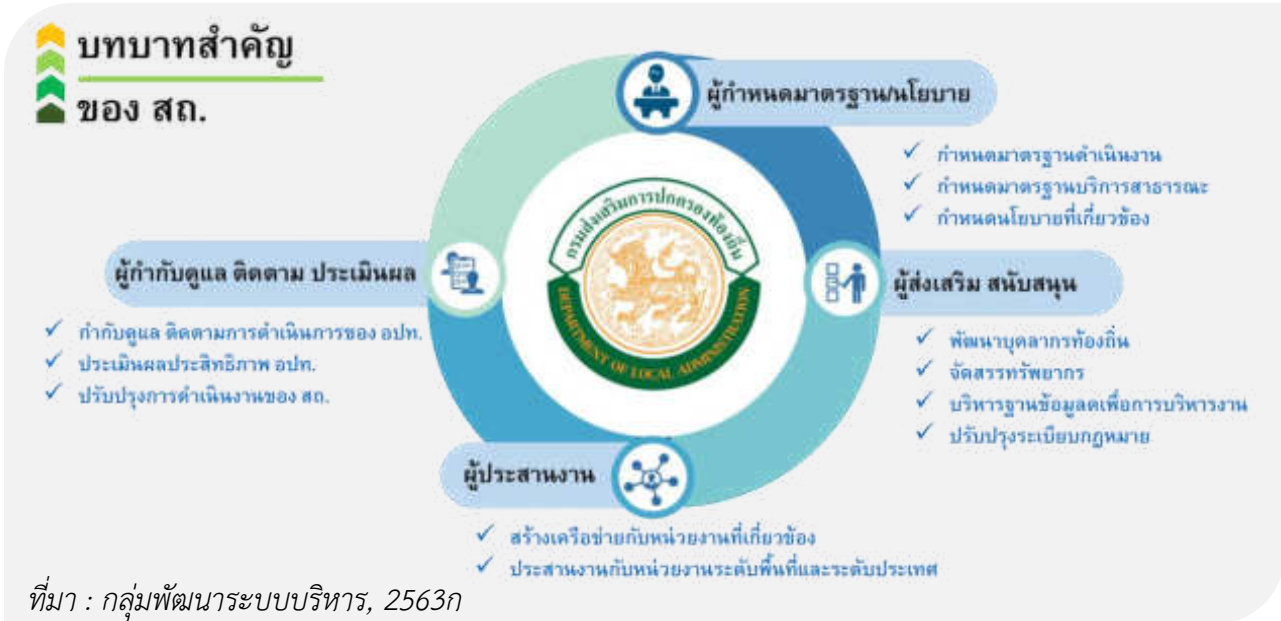 บทบาทสำคัญ
ของ สถ.
ผู้กำหนดมาตรฐาน/นโยบาย
✓ กำหนดมาตรฐานดำเนินงาน
✓ กำหนดมาตรฐานบริการสาธารณะ
✓ กำหนดนโยบายที่เกี่ยวข้อง
ผู้ส่งเสริม สนับสนุน
✓ พัฒนาบุคลากรท้องถิ่น
✓ จัดสรรทรัพยากร
✓ บริหารฐานข้อมูลดเพื่อการบริหารงาน
✓ ปรับปรุงระเบียบกฎหมาย
ผู้ประสานงาน
✓ สร้างเครือข่ายกับหน่วยงานที่เกี่ยวข้อง
✓ ประสานงานกับหน่วยงานระดับพื้นที่และระดับประเทศ
ผู้กำกับดูแล ติดตาม ประเมินผล
✓ กำกับดูแล ติดตามการดำเนินการของ อปท.
✓ ประเมินผลประสิทธิภาพ อปท.
✓ ปรับปรุงการดำเนินงานของ สถ.
กรมส่งเสริมการปกครองท้องถิ่น
DEPARTMENT OF LOCAL ADMINISTRATION
ที่มา : กลุ่มพัฒนาระบบบริหาร, 2563ก